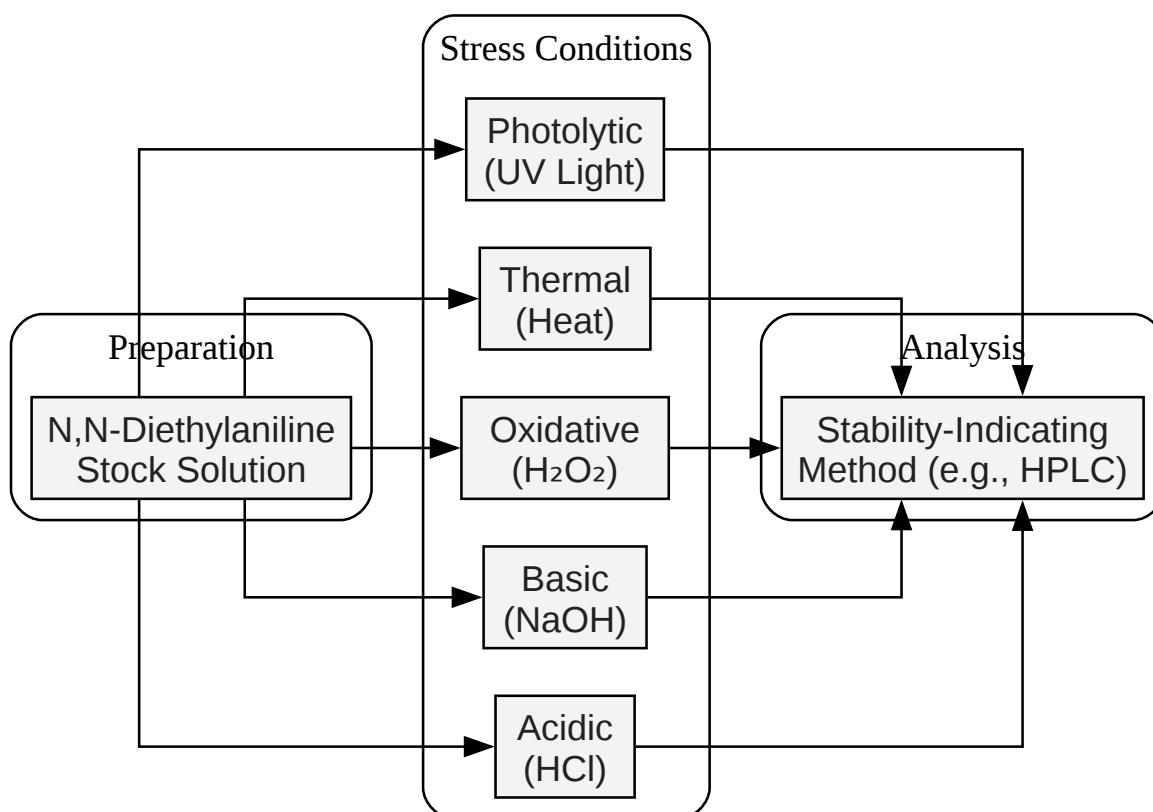 Stress Conditions
Photolytic
(UV Light)
Thermal
(Heat)
Preparation
Analysis
N,N-Diethylaniline
Stock Solution
Oxidative
(H₂O₂)
Stability-Indicating
Method (e.g., HPLC)
Basic
(NaOH)
Acidic
(HCl)